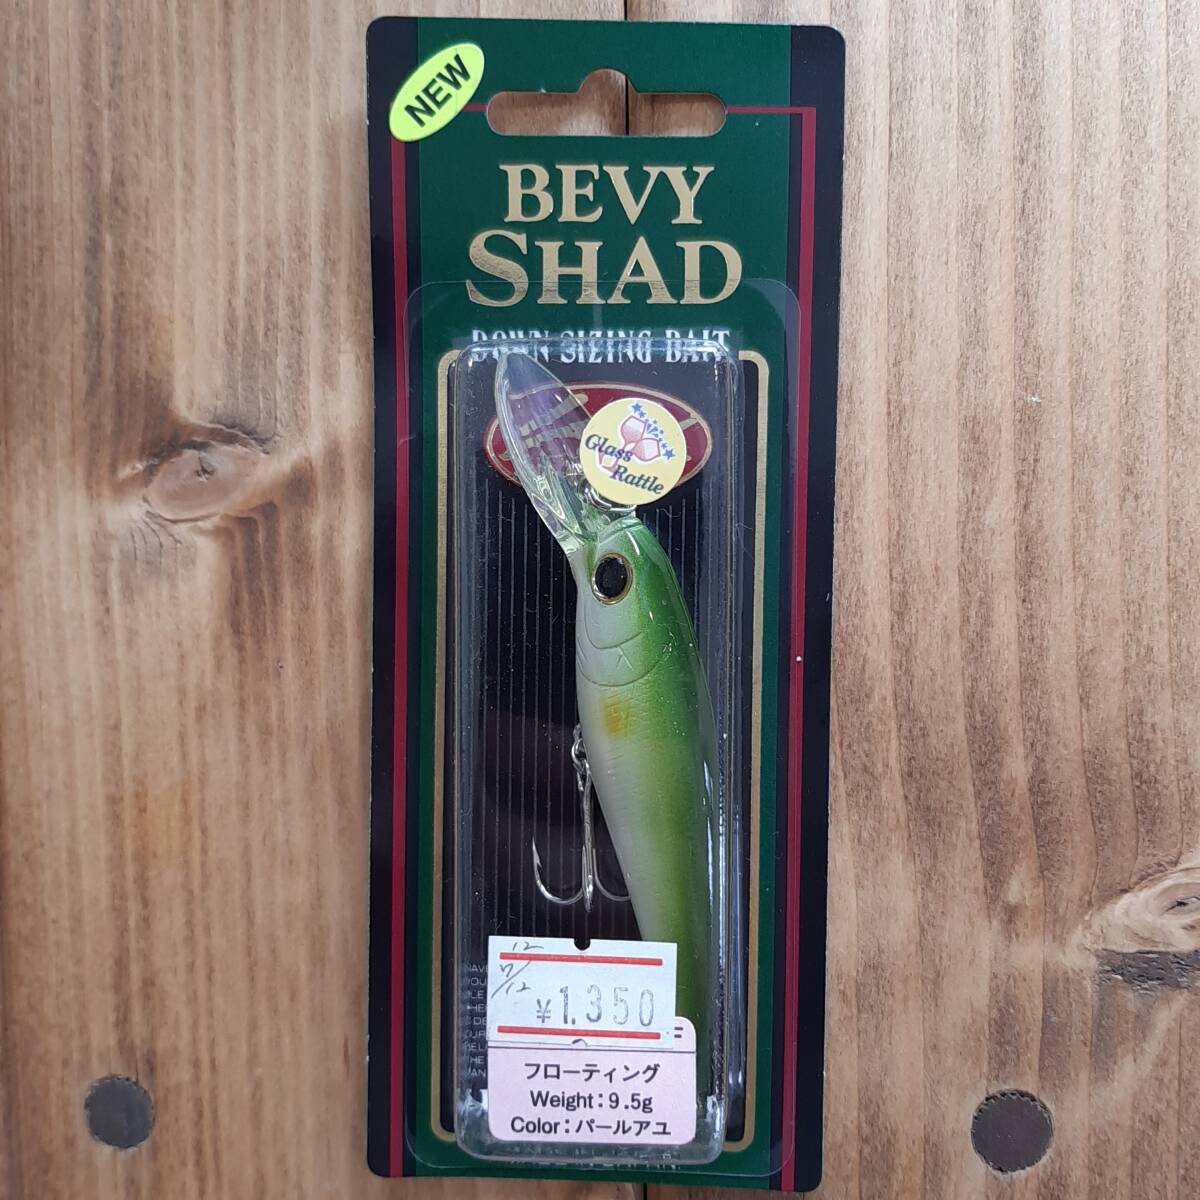 NEW
BEVY
SHAD
DOWN SIZING BAIT
Glass
Rattle
12
7/12
¥1,350
フローティング
Weight:9.5g
Color:パールアユ